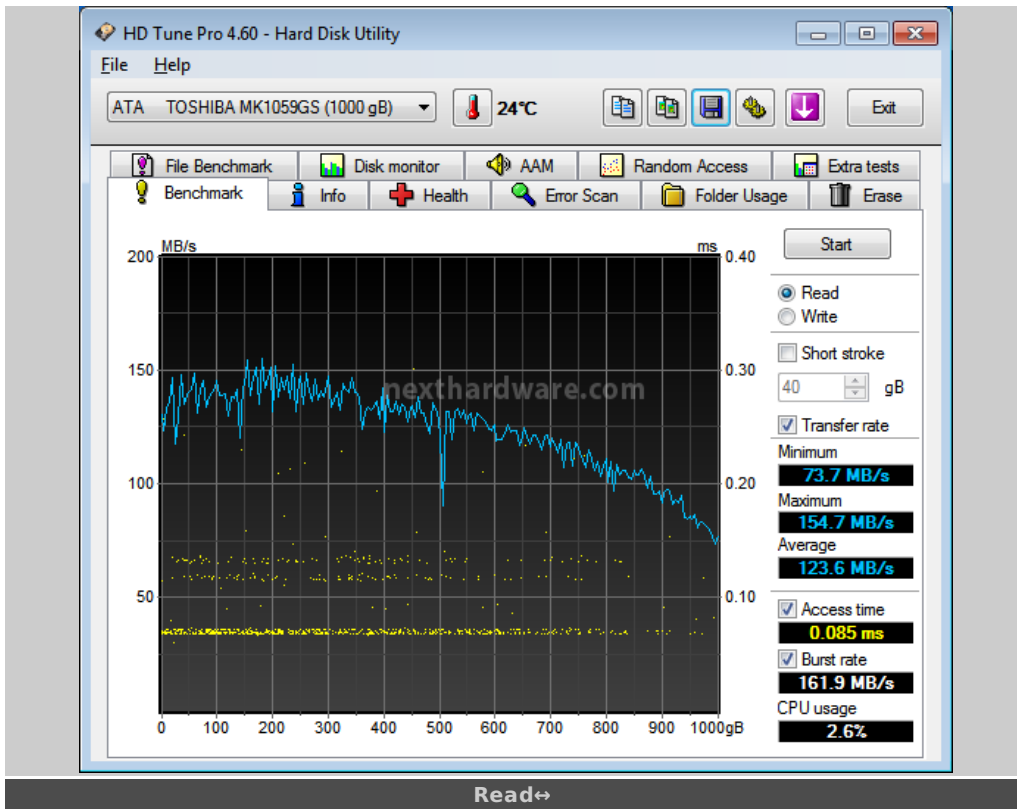 HD Tune Pro 4.60 - Hard Disk Utility
File Help
ATA TOSHIBA MK1059GS (1000 gB) 24°C Exit
File Benchmark Disk monitor AAM Random Access Extra tests
Benchmark Info Health Error Scan Folder Usage Erase
MB/s ms
200 0.40
150 0.30
100 0.20
50 0.10
0 100 200 300 400 500 600 700 800 900 1000gB
nexthardware.com
Start
Read
Write
Short stroke
40 gB
Transfer rate
Minimum
73.7 MB/s
Maximum
154.7 MB/s
Average
123.6 MB/s
Access time
0.085 ms
Burst rate
161.9 MB/s
CPU usage
2.6%
Read↔